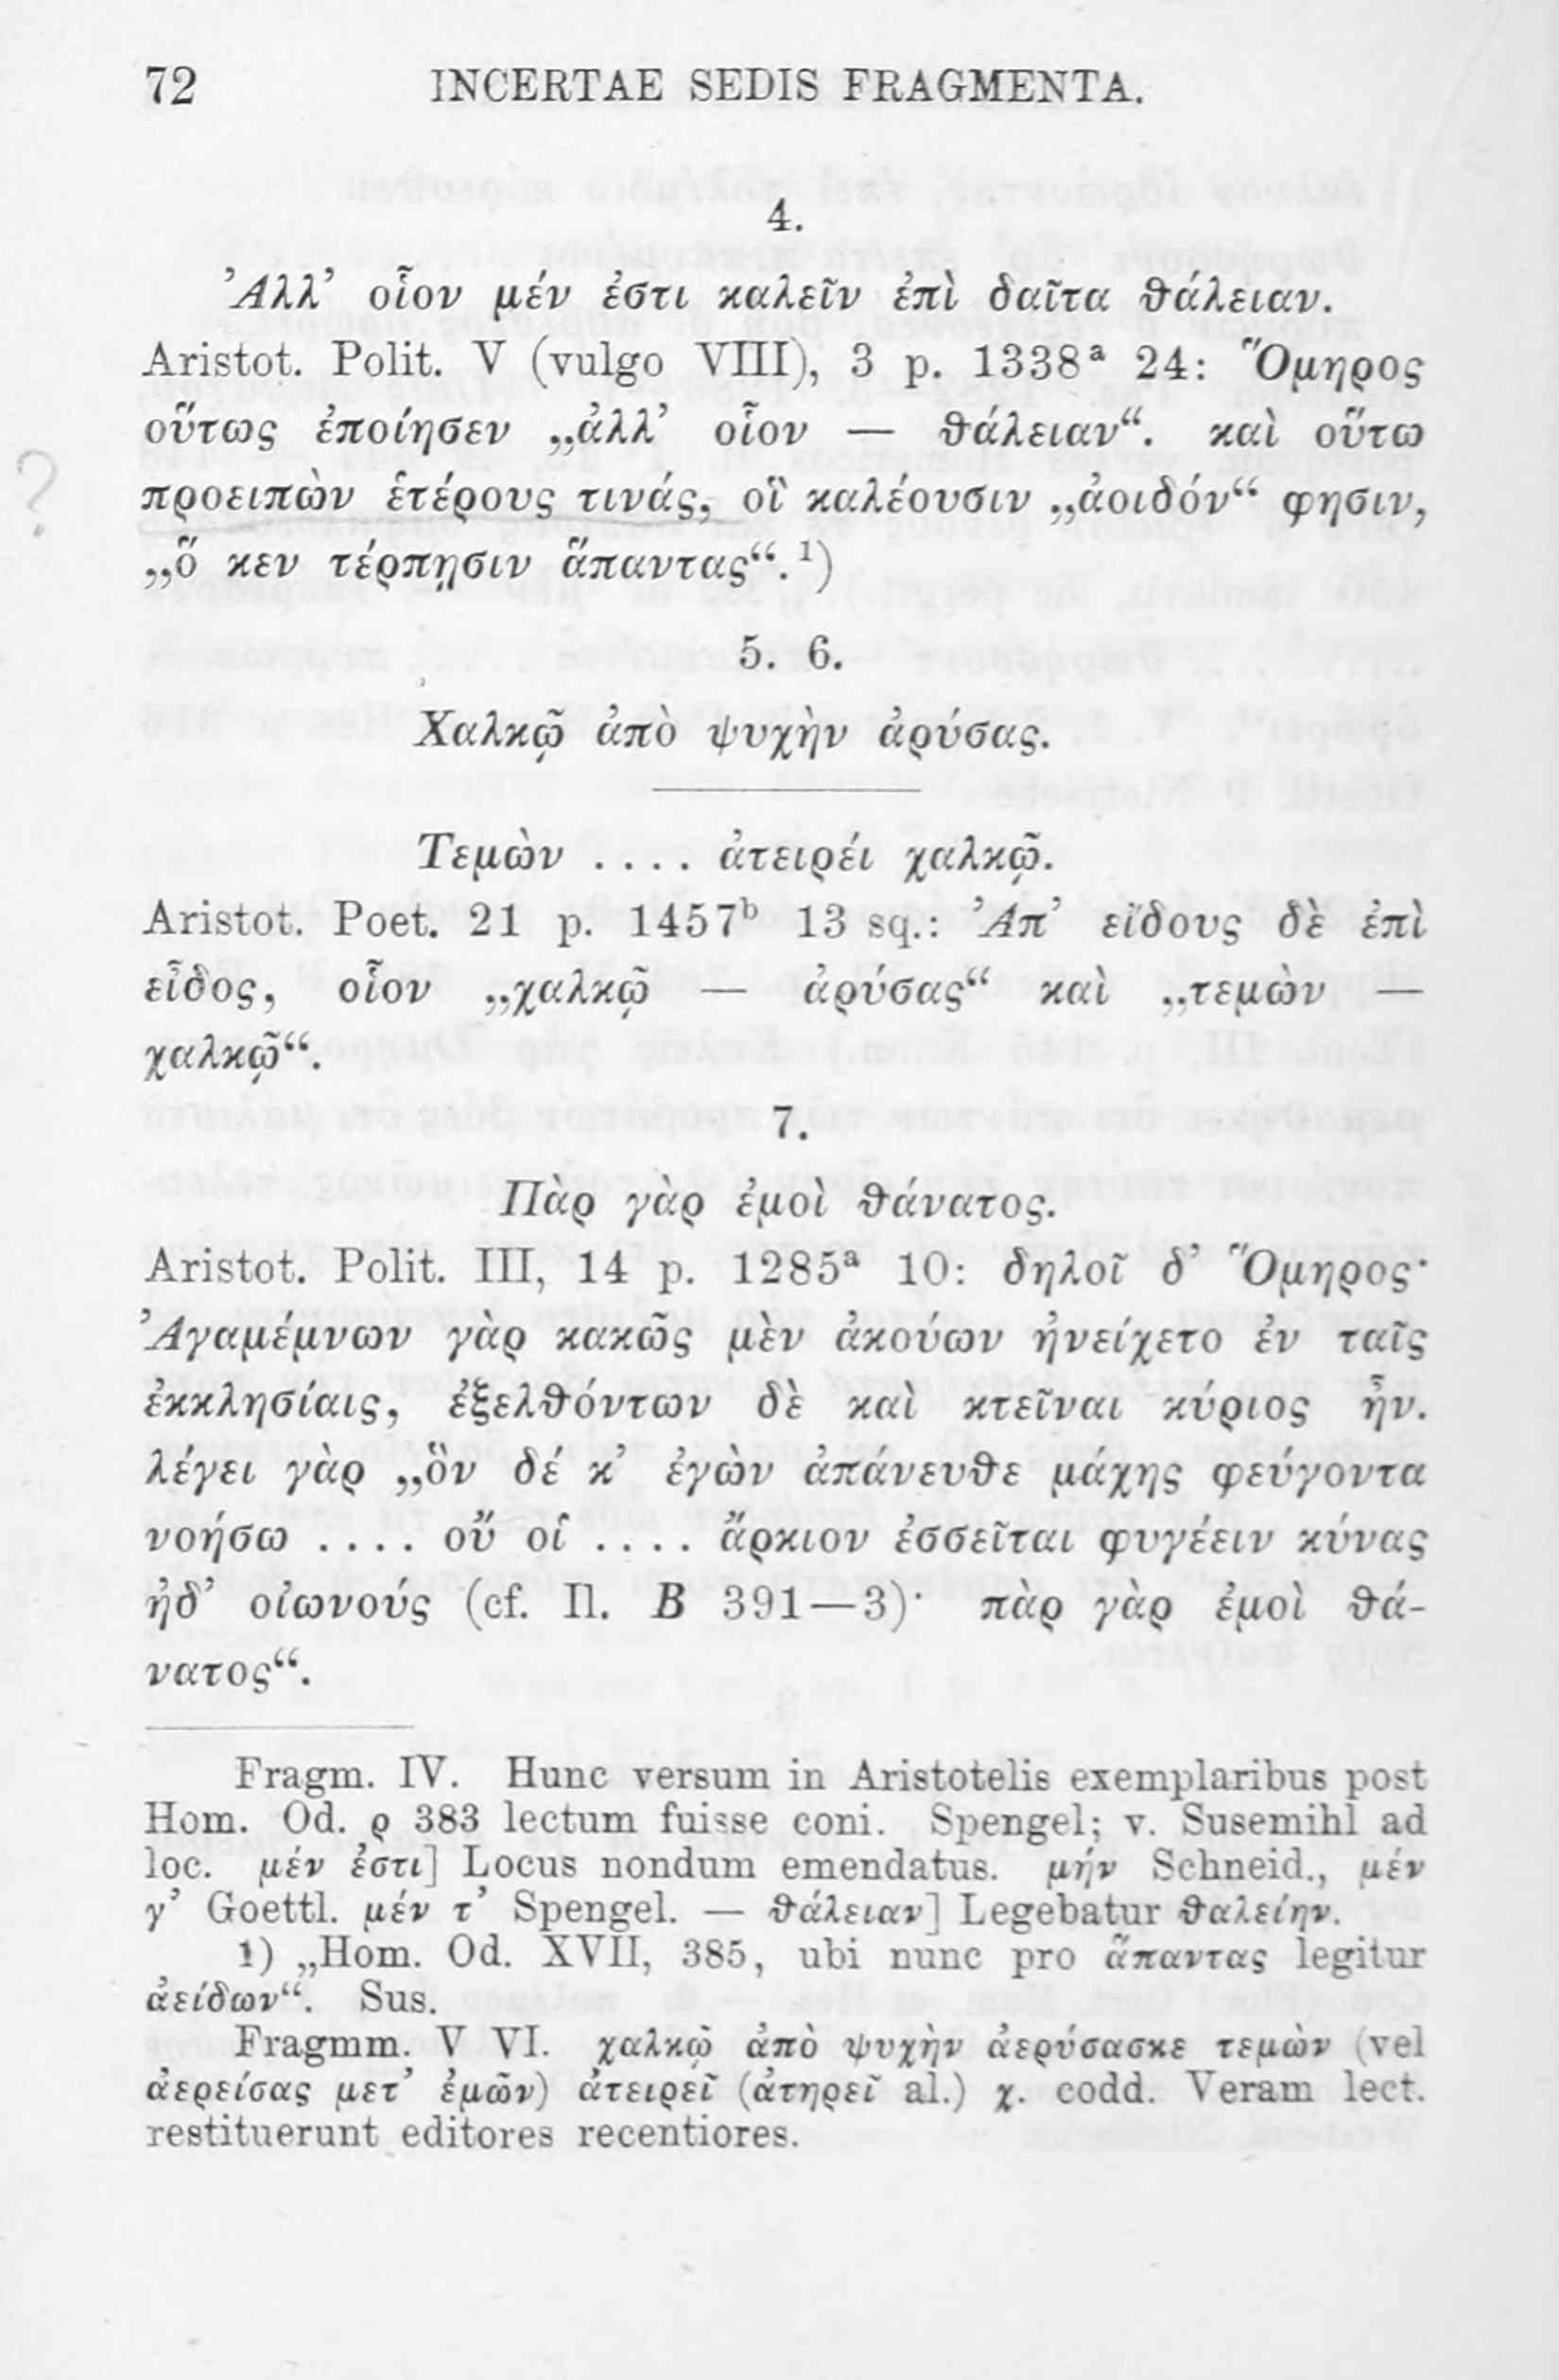 72 INCERTAE SEDIS FRAGMENTA.
4.
Ἀλλ’ οἷον μέν ἐστι καλεῖν ἐπὶ δαῖτα θάλειαν.
Aristot. Polit. V (vulgo VIII), 3 p. 1338ᵃ 24: Ὅμηρος
οὕτως ἐποίησεν „ἀλλ’ οἷον — θάλειαν“. καὶ οὕτω
προειπὼν ἑτέρους τινάς, οἳ καλέουσιν „ἀοιδόν“ φησιν,
„ὅ κεν τέρπῃσιν ἅπαντας“.¹)
5. 6.
Χαλκῷ ἀπὸ ψυχὴν ἀρύσας.
Τεμὼν .... ἀτειρέι χαλκῷ.
Aristot. Poet. 21 p. 1457ᵇ 13 sq.: Ἀπ’ εἴδους δὲ ἐπὶ
εἶδος, οἷον „χαλκῷ — ἀρύσας“ καὶ „τεμὼν —
χαλκῷ“.
7.
Πὰρ γὰρ ἐμοὶ θάνατος.
Aristot. Polit. III, 14 p. 1285ᵃ 10: δηλοῖ δ’ Ὅμηρος·
Ἀγαμέμνων γὰρ κακῶς μὲν ἀκούων ἠνείχετο ἐν ταῖς
ἐκκλησίαις, ἐξελθόντων δὲ καὶ κτεῖναι κύριος ἦν.
λέγει γὰρ „ὃν δέ κ’ ἐγὼν ἀπάνευθε μάχης φεύγοντα
νοήσω .... οὔ οἱ .... ἄρκιον ἐσσεῖται φυγέειν κύνας
ἠδ’ οἰωνούς (cf. Il. B 391—3)· πὰρ γὰρ ἐμοὶ θά-
νατος“.
Fragm. IV. Hunc versum in Aristotelis exemplaribus post
Hom. Od. ρ 383 lectum fuisse coni. Spengel; v. Susemihl ad
loc. μέν ἐστι] Locus nondum emendatus. μήν Schneid., μέν
γ’ Goettl. μέν τ’ Spengel. — θάλειαν] Legebatur θαλείην.
1) „Hom. Od. XVII, 385, ubi nunc pro ἅπαντας legitur
ἀείδων“. Sus.
Fragmm. V VI. χαλκῷ ἀπὸ ψυχὴν ἀερύσασκε τεμὼν (vel
ἀερείσας μετ’ ἐμῶν) ἀτειρεῖ (ἀτηρεῖ al.) χ. codd. Veram lect.
restituerunt editores recentiores.
?